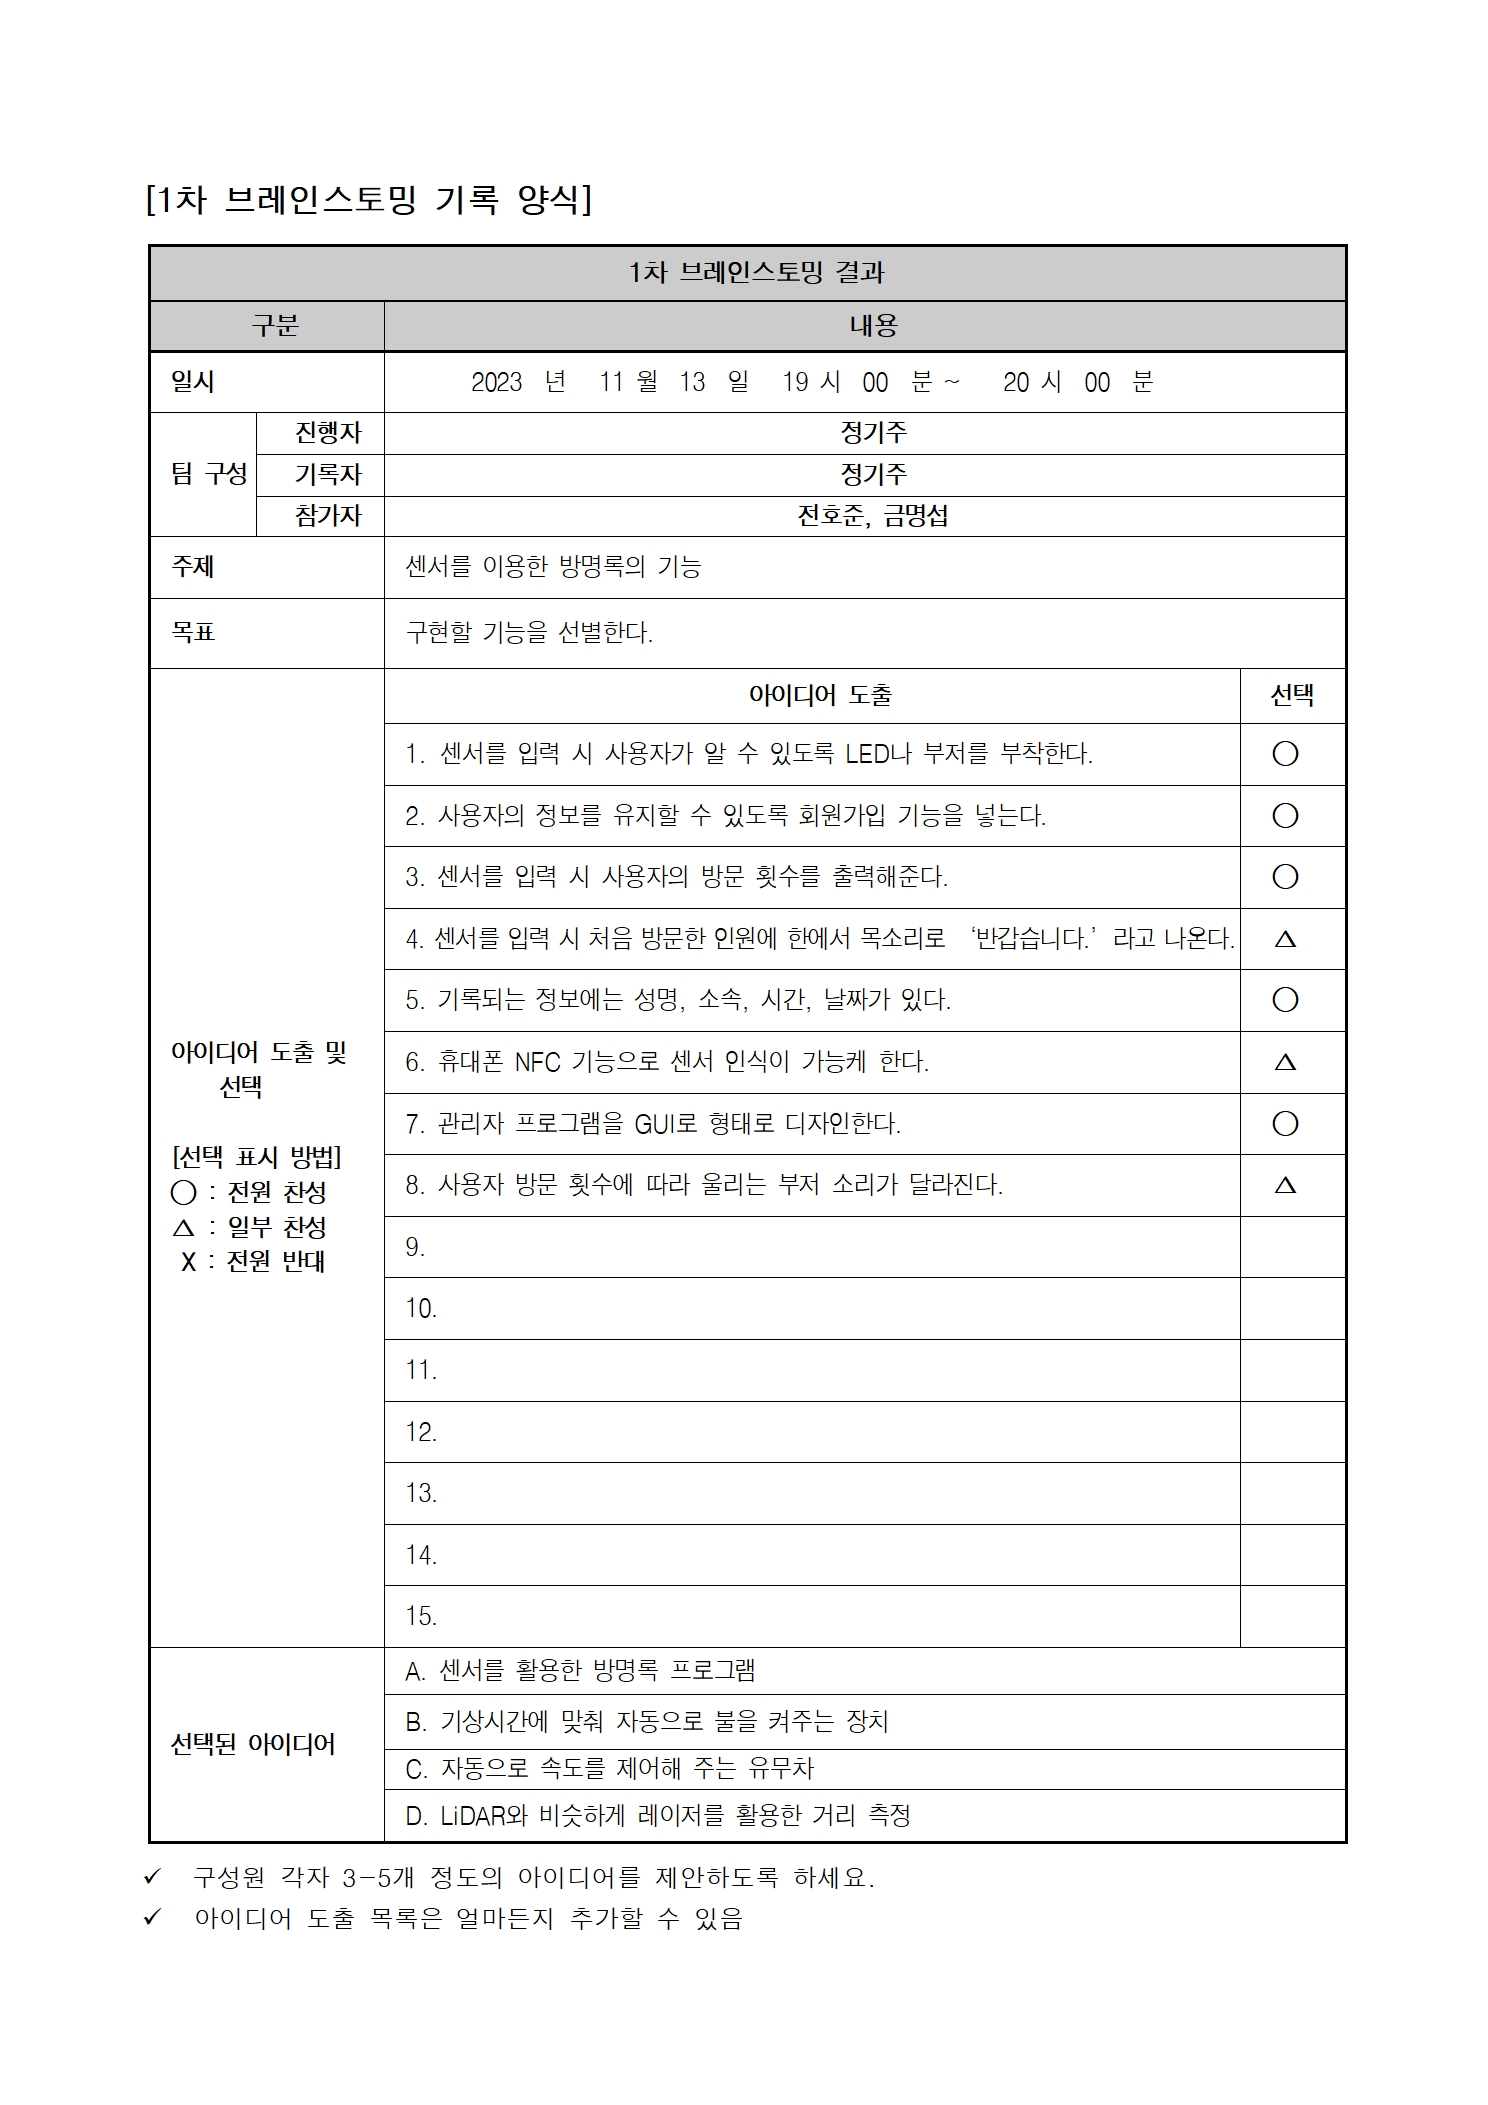 [1차 브레인스토밍 기록 양식]
1차 브레인스토밍 결과
구분 내용
일시 2023 년 11 월 13 일 19 시 00 분 ~ 20 시 00 분
팀 구성
진행자 정기주
기록자 정기주
참가자 전호준, 금명섭
주제 센서를 이용한 방명록의 기능
목표 구현할 기능을 선별한다.
아이디어 도출 및
선택
[선택 표시 방법]
◯ : 전원 찬성
△ : 일부 찬성
X : 전원 반대
아이디어 도출 선택
1. 센서를 입력 시 사용자가 알 수 있도록 LED나 부저를 부착한다. ◯
2. 사용자의 정보를 유지할 수 있도록 회원가입 기능을 넣는다. ◯
3. 센서를 입력 시 사용자의 방문 횟수를 출력해준다. ◯
4. 센서를 입력 시 처음 방문한 인원에 한에서 목소리로 ‘반갑습니다.’ 라고 나온다. △
5. 기록되는 정보에는 성명, 소속, 시간, 날짜가 있다. ◯
6. 휴대폰 NFC 기능으로 센서 인식이 가능케 한다. △
7. 관리자 프로그램을 GUI로 형태로 디자인한다. ◯
8. 사용자 방문 횟수에 따라 울리는 부저 소리가 달라진다. △
9.
10.
11.
12.
13.
14.
15.
선택된 아이디어
A. 센서를 활용한 방명록 프로그램
B. 기상시간에 맞춰 자동으로 불을 켜주는 장치
C. 자동으로 속도를 제어해 주는 유무차
D. LiDAR와 비슷하게 레이저를 활용한 거리 측정
✓ 구성원 각자 3-5개 정도의 아이디어를 제안하도록 하세요.
✓ 아이디어 도출 목록은 얼마든지 추가할 수 있음